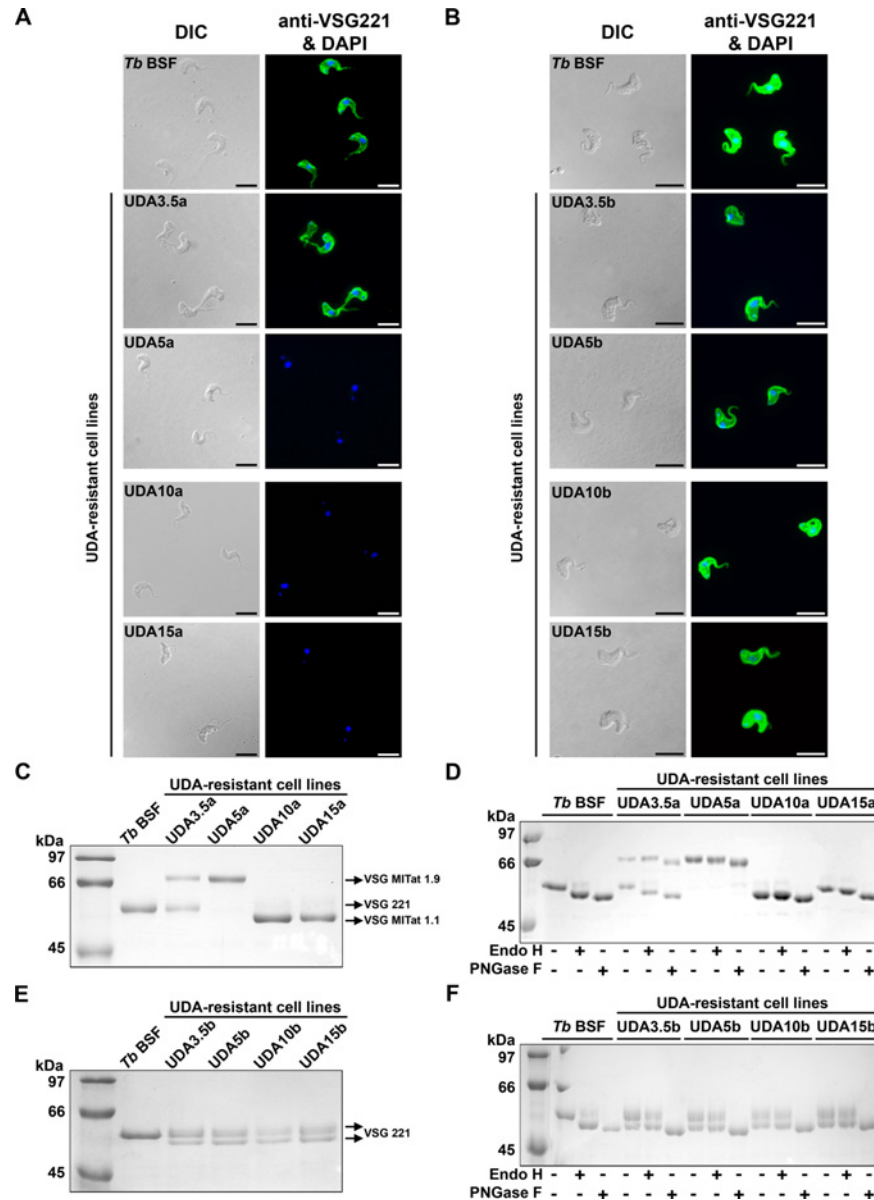 A
DIC
anti-VSG221
& DAPI
Tb BSF
UDA3.5a
UDA5a
UDA10a
UDA15a
UDA-resistant cell lines
B
DIC
anti-VSG221
& DAPI
Tb BSF
UDA3.5b
UDA5b
UDA10b
UDA15b
UDA-resistant cell lines
C
UDA-resistant cell lines
kDa
Tb BSF
UDA3.5a
UDA5a
UDA10a
UDA15a
97
66
45
VSG MITat 1.9
VSG 221
VSG MITat 1.1
D
UDA-resistant cell lines
kDa
Tb BSF UDA3.5a UDA5a UDA10a UDA15a
97
66
45
Endo H - + - - + - - + - - + - - + -
PNGase F - - + - - + - - + - - + - - +
E
UDA-resistant cell lines
kDa
Tb BSF
UDA3.5b
UDA5b
UDA10b
UDA15b
97
66
45
VSG 221
F
UDA-resistant cell lines
kDa
Tb BSF UDA3.5b UDA5b UDA10b UDA15b
97
66
45
Endo H - + - - + - - + - - + - - + -
PNGase F - - + - - + - - + - - + - - +